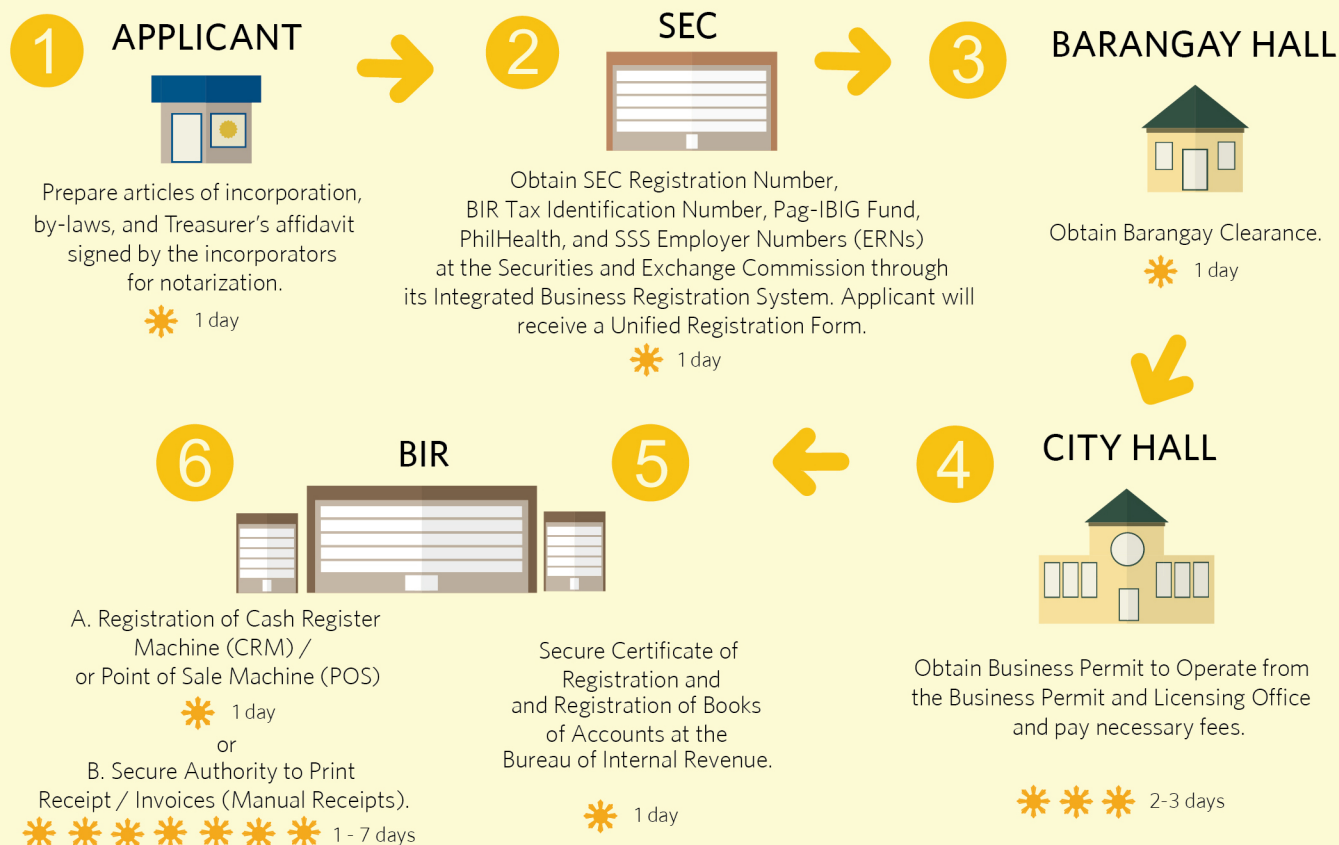 1
APPLICANT
Prepare articles of incorporation,
by-laws, and Treasurer's affidavit
signed by the incorporators
for notarization.
1 day
2
SEC
Obtain SEC Registration Number,
BIR Tax Identification Number, Pag-IBIG Fund,
PhilHealth, and SSS Employer Numbers (ERNs)
at the Securities and Exchange Commission through
its Integrated Business Registration System. Applicant will
receive a Unified Registration Form.
1 day
3
BARANGAY HALL
Obtain Barangay Clearance.
1 day
4
CITY HALL
Obtain Business Permit to Operate from
the Business Permit and Licensing Office
and pay necessary fees.
2-3 days
5
BIR
Secure Certificate of
Registration and
and Registration of Books
of Accounts at the
Bureau of Internal Revenue.
1 day
6
A. Registration of Cash Register
Machine (CRM) /
or Point of Sale Machine (POS)
1 day
or
B. Secure Authority to Print
Receipt / Invoices (Manual Receipts).
1 - 7 days